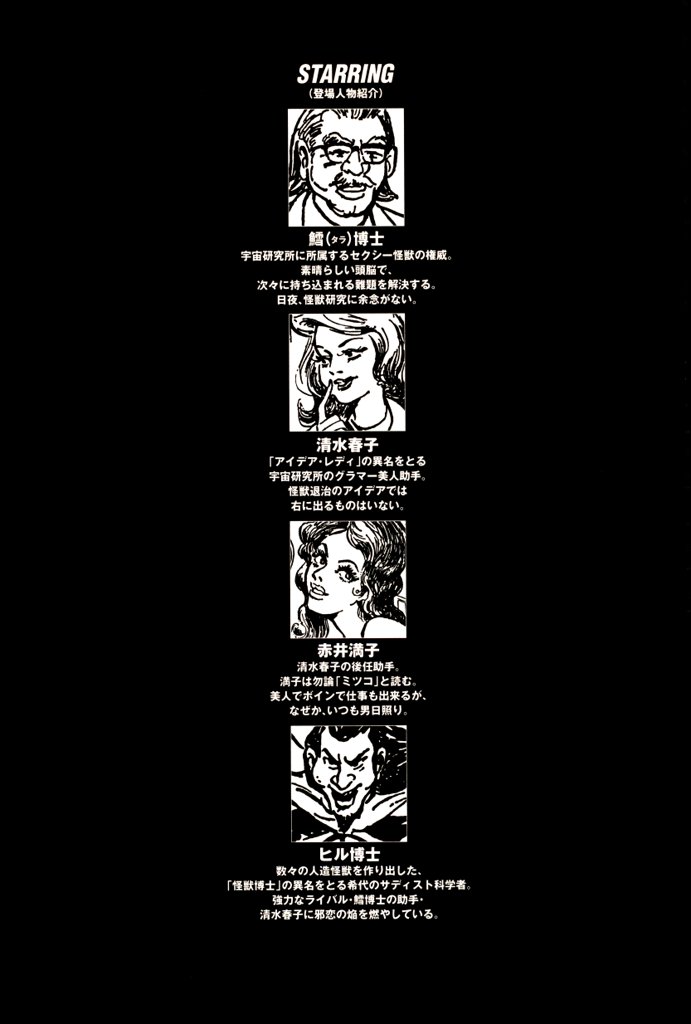 STARRING
（登場人物紹介）
鱈（タラ）博士
宇宙研究所に所属するセクシー怪獣の権威。
素晴らしい頭脳で、
次々に持ち込まれる難題を解決する。
日夜、怪獣研究に余念がない。
清水春子
「アイデア・レディ」の異名をとる
宇宙研究所のグラマー美人助手。
怪獣退治のアイデアでは
右に出るものはいない。
赤井満子
清水春子の後任助手。
満子は勿論「ミツコ」と読む。
美人でボインで仕事も出来るが、
なぜか、いつも男日照り。
ヒル博士
数々の人造怪獣を作り出した、
「怪獣博士」の異名をとる希代のサディスト科学者。
強力なライバル・鱈博士の助手・
清水春子に邪恋の焔を燃やしている。